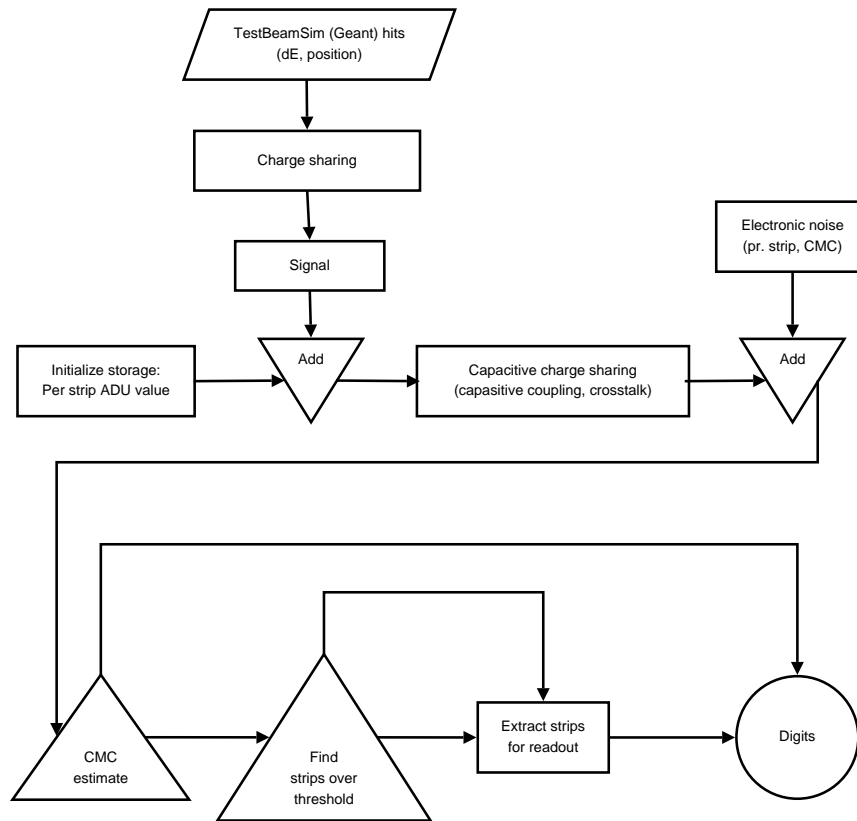 TestBeamSim (Geant) hits
(dE, position)
Charge sharing
Electronic noise
(pr. strip, CMC)
Signal
Initialize storage:
Per strip ADU value
Add
Capacitive charge sharing
(capasitive coupling, crosstalk)
Add
CMC
estimate
Find
strips over
threshold
Extract strips
for readout
Digits